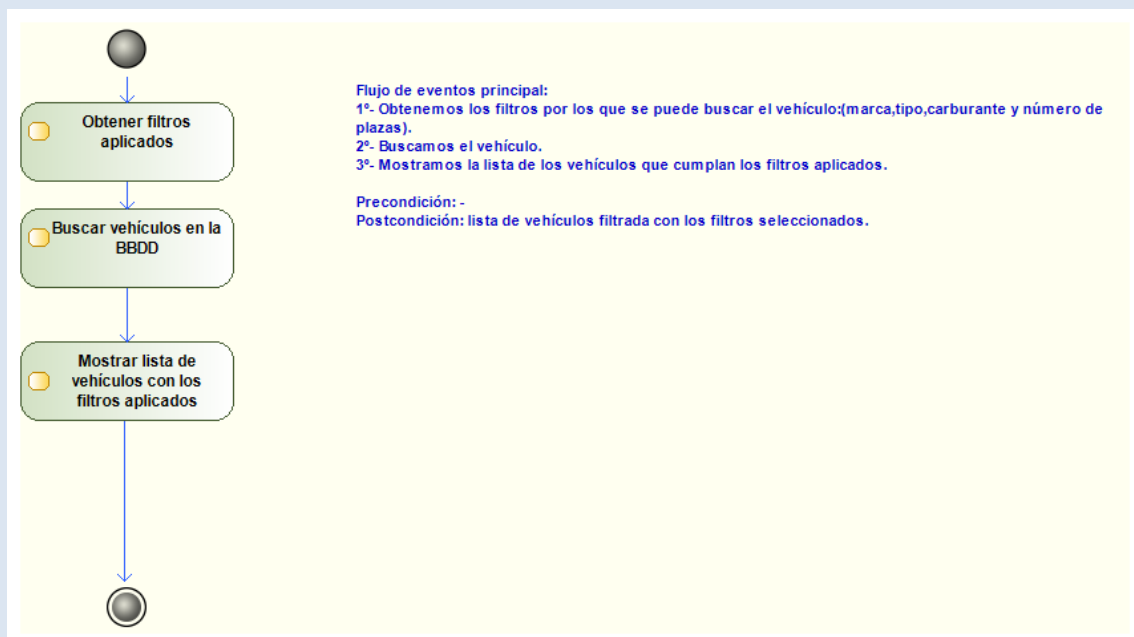 Obtener filtros
aplicados
Buscar vehículos en la
BBDD
Mostrar lista de
vehículos con los
filtros aplicados
Flujo de eventos principal:
1º- Obtenemos los filtros por los que se puede buscar el vehículo:(marca,tipo,carburante y número de
plazas).
2º- Buscamos el vehículo.
3º- Mostramos la lista de los vehículos que cumplan los filtros aplicados.
Precondición: -
Postcondición: lista de vehículos filtrada con los filtros seleccionados.